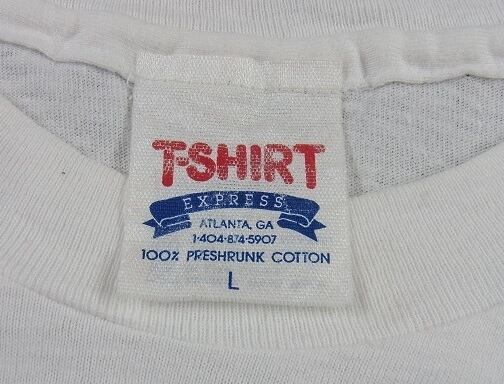 T-SHIRT
EXPRESS
ATLANTA, GA
1-404-874-5907
100% PRESHRUNK COTTON
L